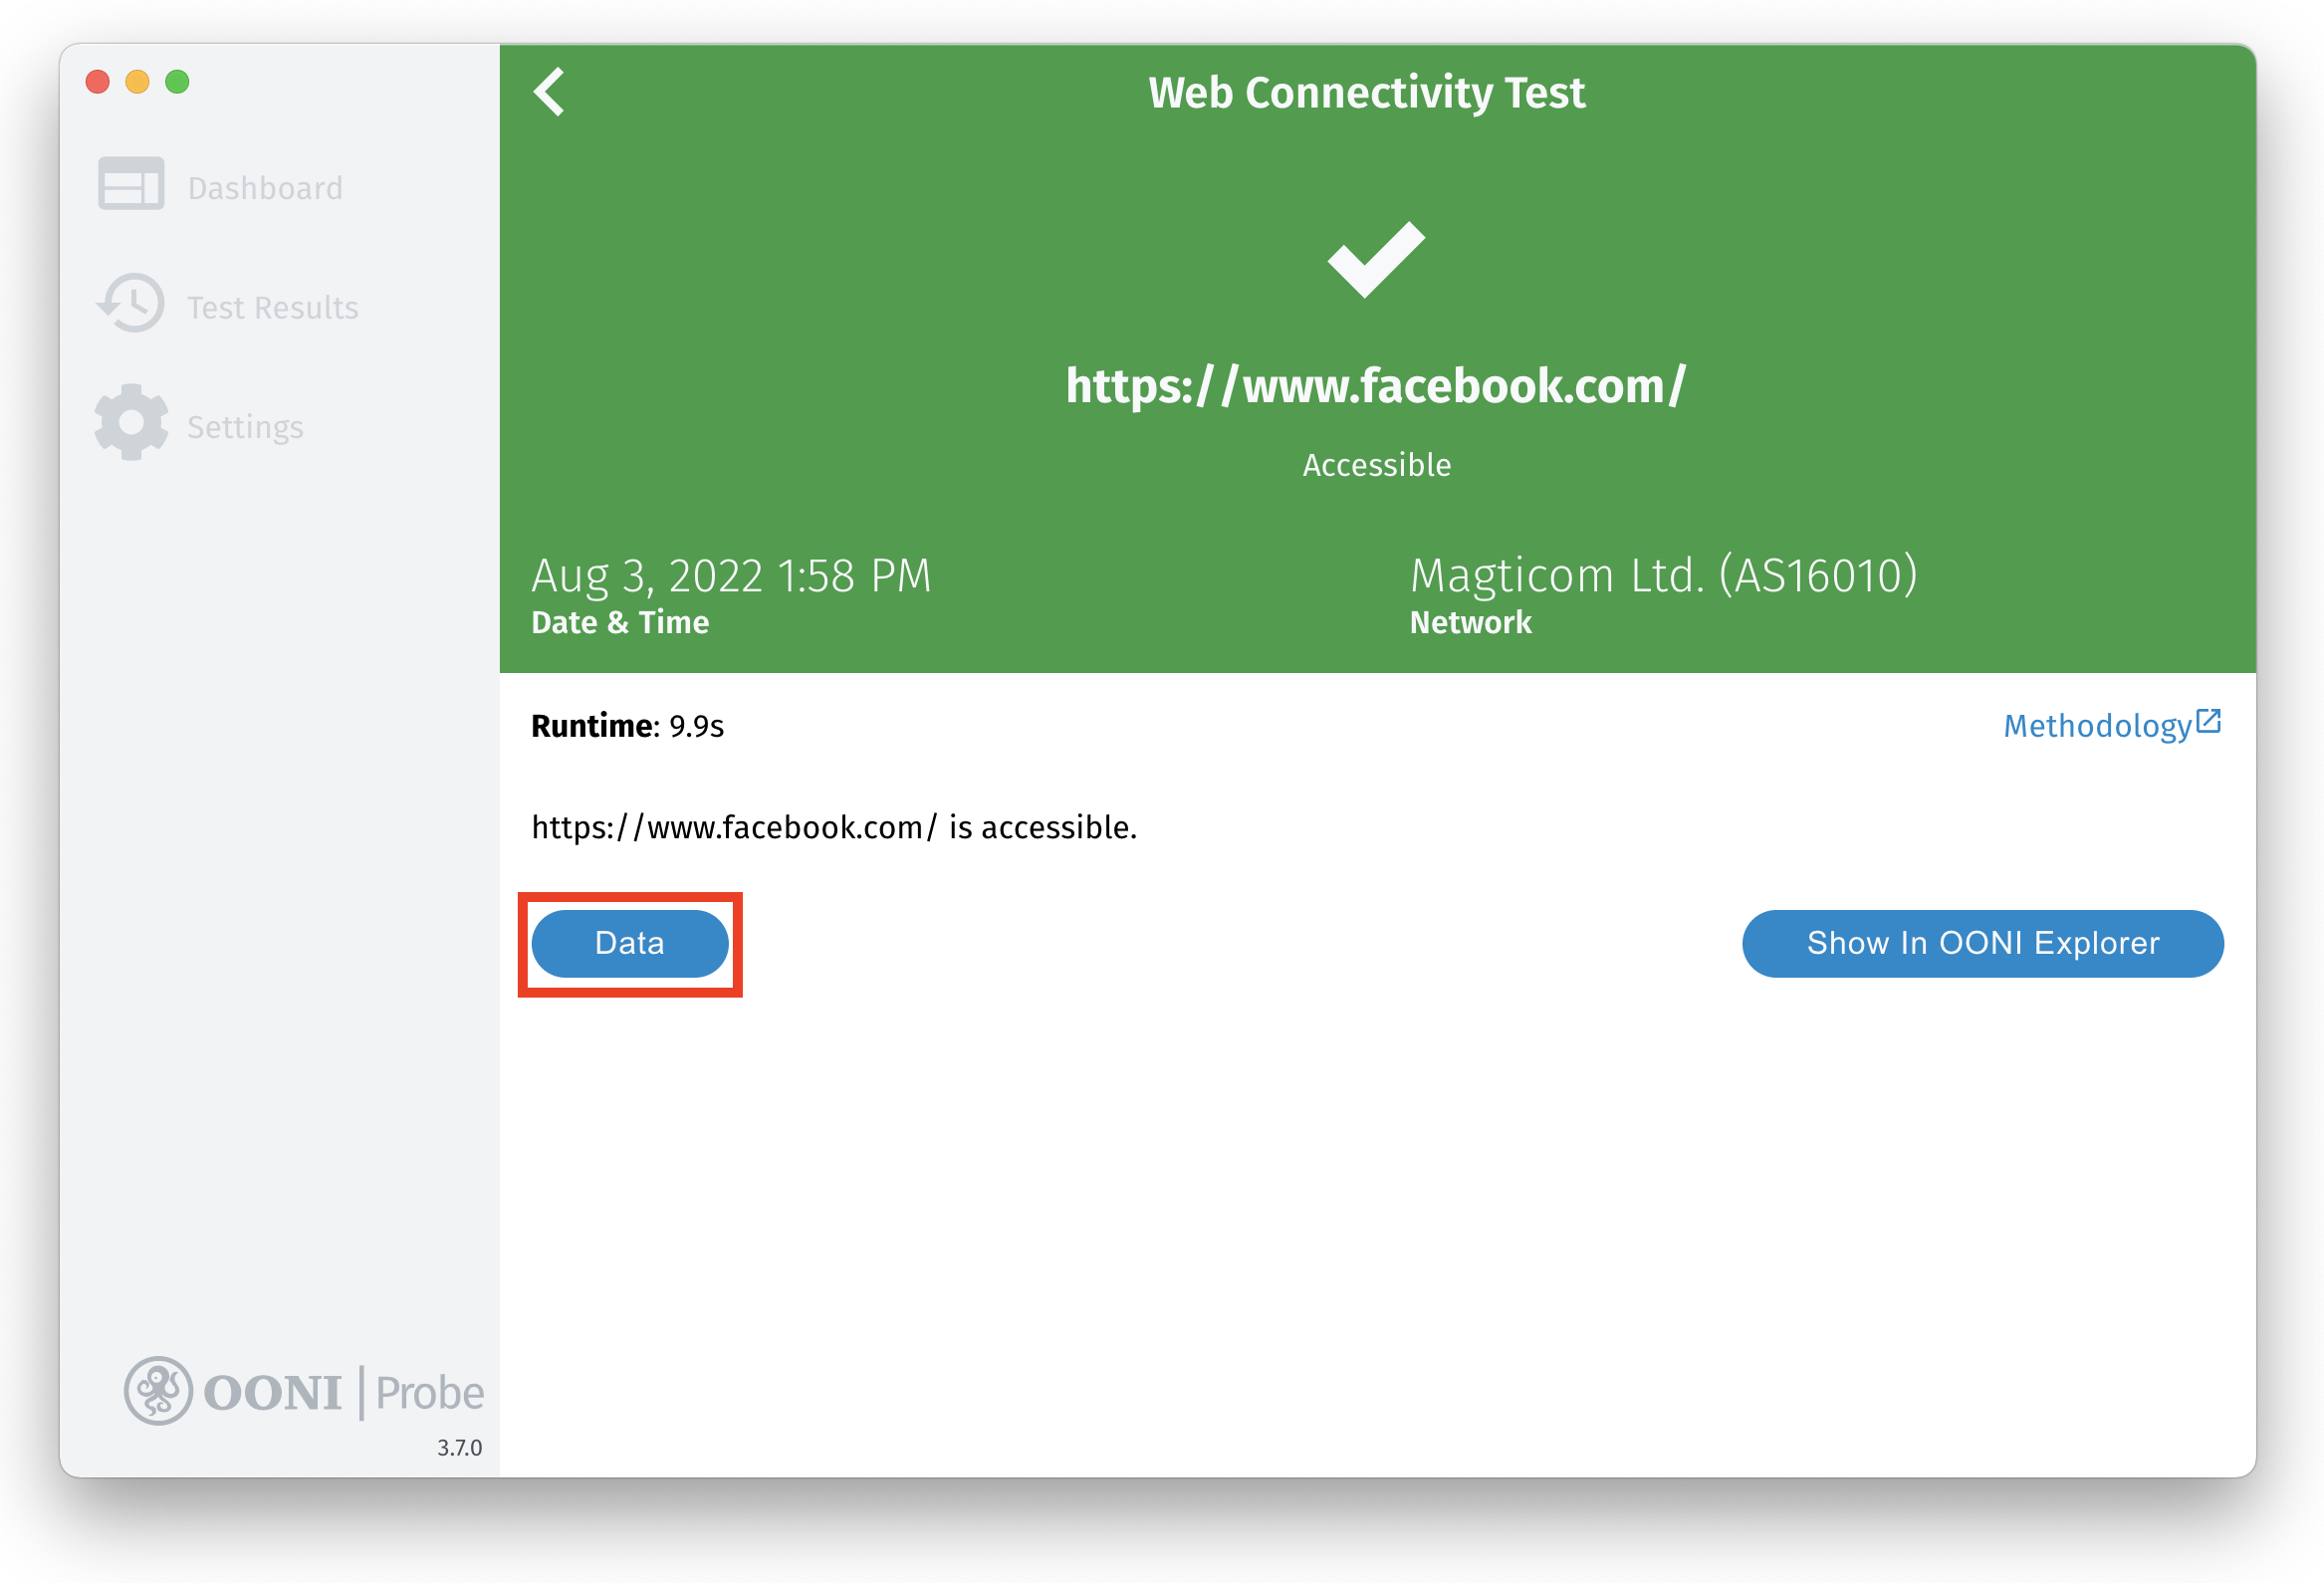 Web Connectivity Test
Dashboard
Test Results
Settings
https://www.facebook.com/
Accessible
Aug 3, 2022 1:58 PM
Date & Time
Magticom Ltd. (AS16010)
Network
Runtime: 9.9s
Methodology
https://www.facebook.com/ is accessible.
Data
Show In OONI Explorer
OONI | Probe
3.7.0